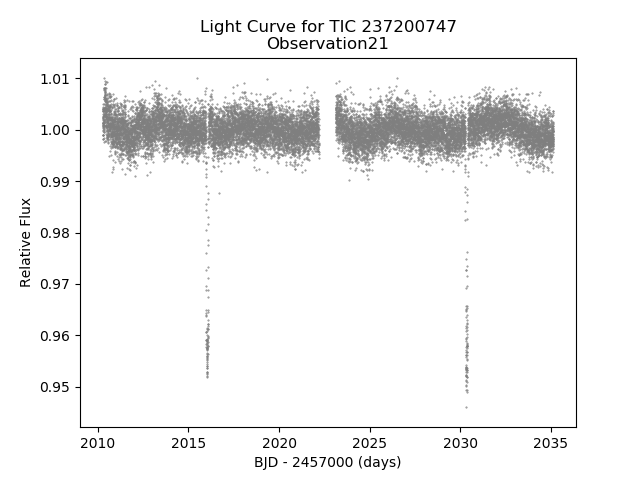 Light Curve for TIC 237200747
Observation21
1.01
1.00
0.99
0.98
0.97
0.96
0.95
Relative Flux
2010 2015 2020 2025 2030 2035
BJD - 2457000 (days)